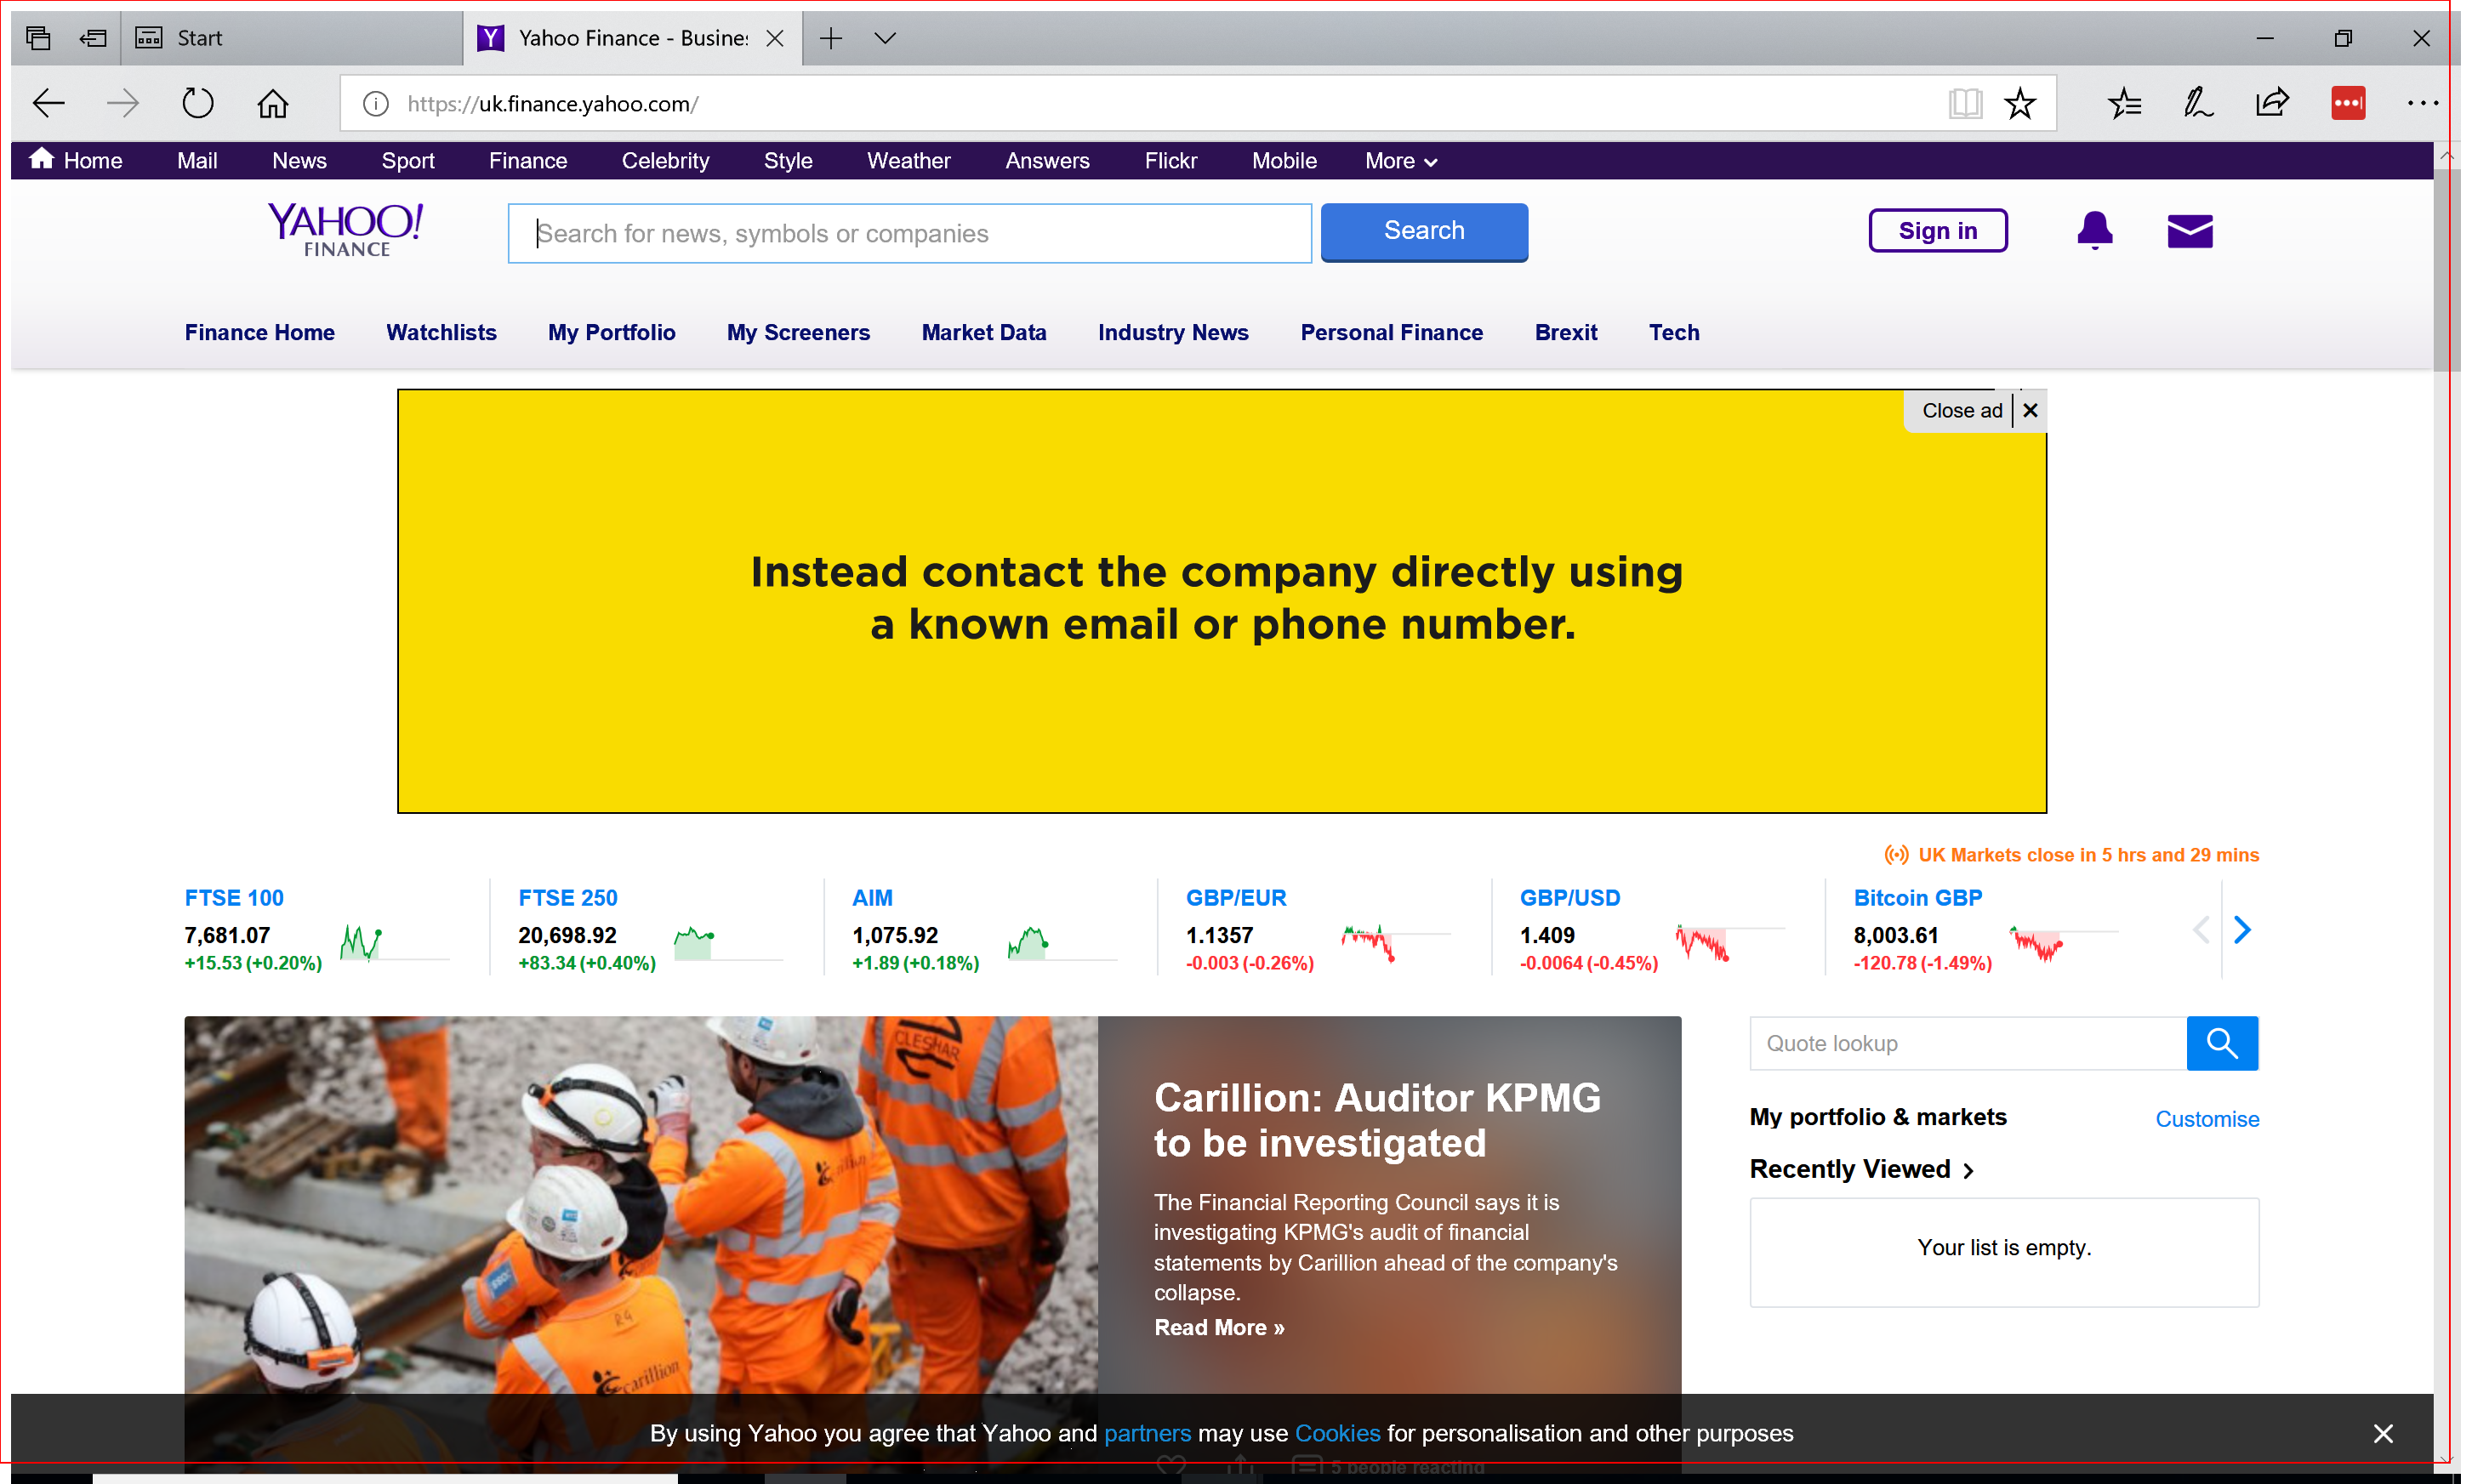 Start
Yahoo Finance - Busine
https://uk.finance.yahoo.com/
Home Mail News Sport Finance Celebrity Style Weather Answers Flickr Mobile More
YAHOO!
FINANCE
Search for news, symbols or companies
Search
Sign in
Finance Home Watchlists My Portfolio My Screeners Market Data Industry News Personal Finance Brexit Tech
Close ad
Instead contact the company directly using
a known email or phone number.
UK Markets close in 5 hrs and 29 mins
FTSE 100
7,681.07
+15.53 (+0.20%)
FTSE 250
20,698.92
+83.34 (+0.40%)
AIM
1,075.92
+1.89 (+0.18%)
GBP/EUR
1.1357
-0.003 (-0.26%)
GBP/USD
1.409
-0.0064 (-0.45%)
Bitcoin GBP
8,003.61
-120.78 (-1.49%)
CLESHAR
carillion
RG
carillion
Carillion: Auditor KPMG
to be investigated
The Financial Reporting Council says it is
investigating KPMG's audit of financial
statements by Carillion ahead of the company's
collapse.
Read More »
Quote lookup
My portfolio & markets
Customise
Recently Viewed
Your list is empty.
By using Yahoo you agree that Yahoo and partners may use Cookies for personalisation and other purposes
5 people reacting